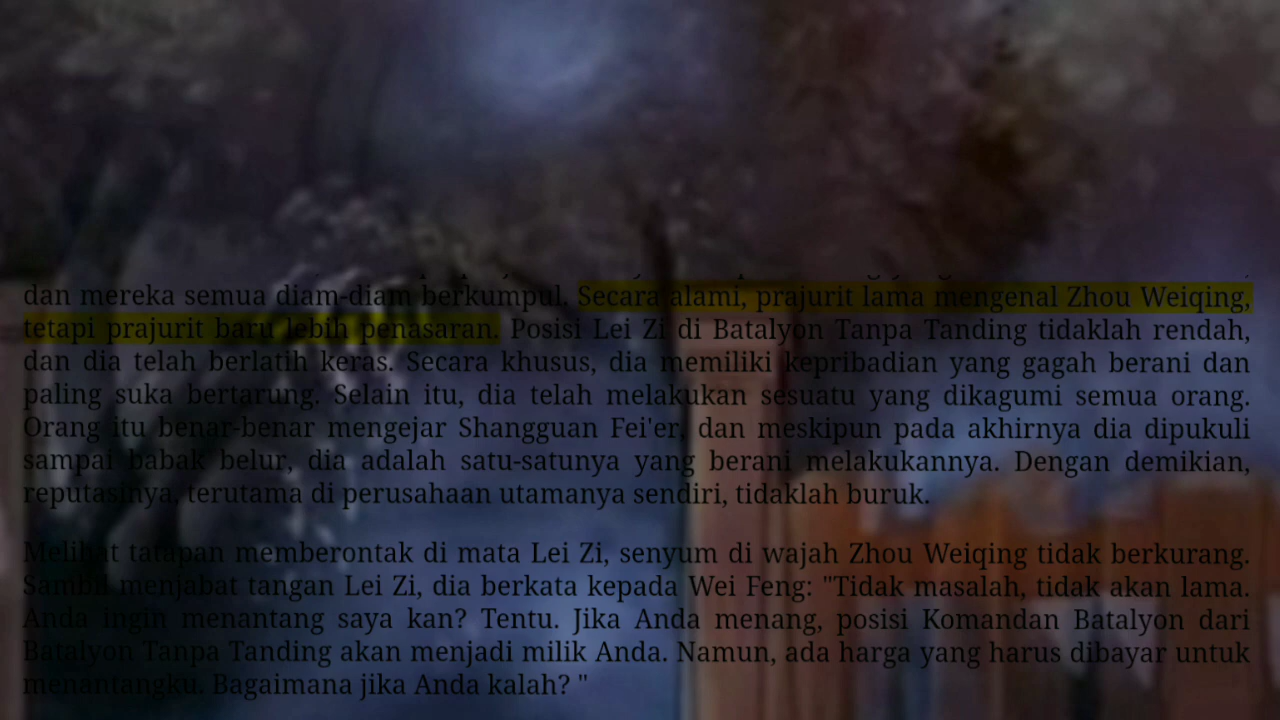 dan mereka semua diam-diam berkumpul. Secara alami, prajurit lama mengenal Zhou Weiqing,
tetapi prajurit baru lebih penasaran. Posisi Lei Zi di Batalyon Tanpa Tanding tidaklah rendah,
dan dia telah berlatih keras. Secara khusus, dia memiliki kepribadian yang gagah berani dan
paling suka bertarung. Selain itu, dia telah melakukan sesuatu yang dikagumi semua orang.
Orang itu benar-benar mengejar Shangguan Fei'er, dan meskipun pada akhirnya dia dipukuli
sampai babak belur, dia adalah satu-satunya yang berani melakukannya. Dengan demikian,
reputasinya, terutama di perusahaan utamanya sendiri, tidaklah buruk.
Melihat tatapan memberontak di mata Lei Zi, senyum di wajah Zhou Weiqing tidak berkurang.
Sambil menjabat tangan Lei Zi, dia berkata kepada Wei Feng: "Tidak masalah, tidak akan lama.
Anda ingin menantang saya kan? Tentu. Jika Anda menang, posisi Komandan Batalyon dari
Batalyon Tanpa Tanding akan menjadi milik Anda. Namun, ada harga yang harus dibayar untuk
menantangku. Bagaimana jika Anda kalah? "